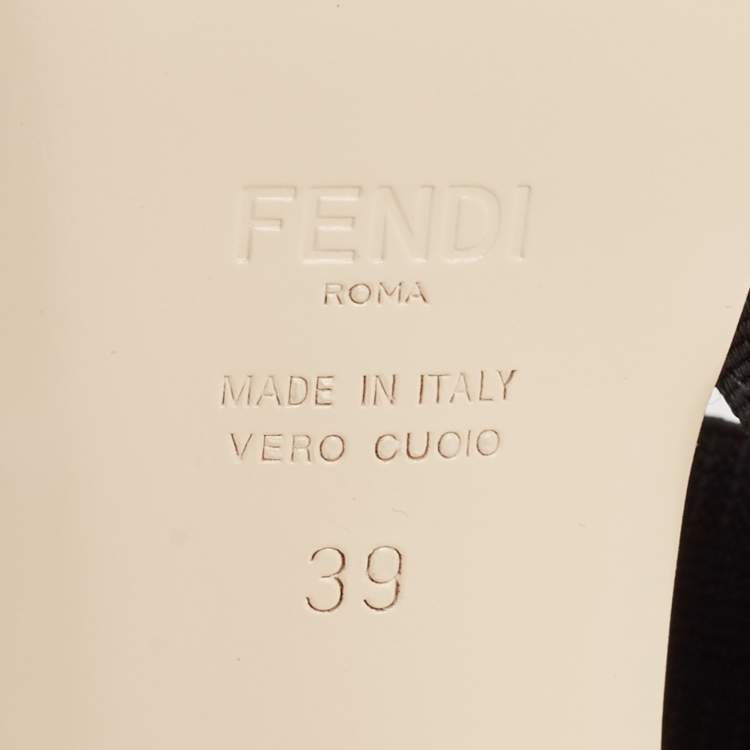 FENDI
ROMA
MADE IN ITALY
VERO CUOIO
39